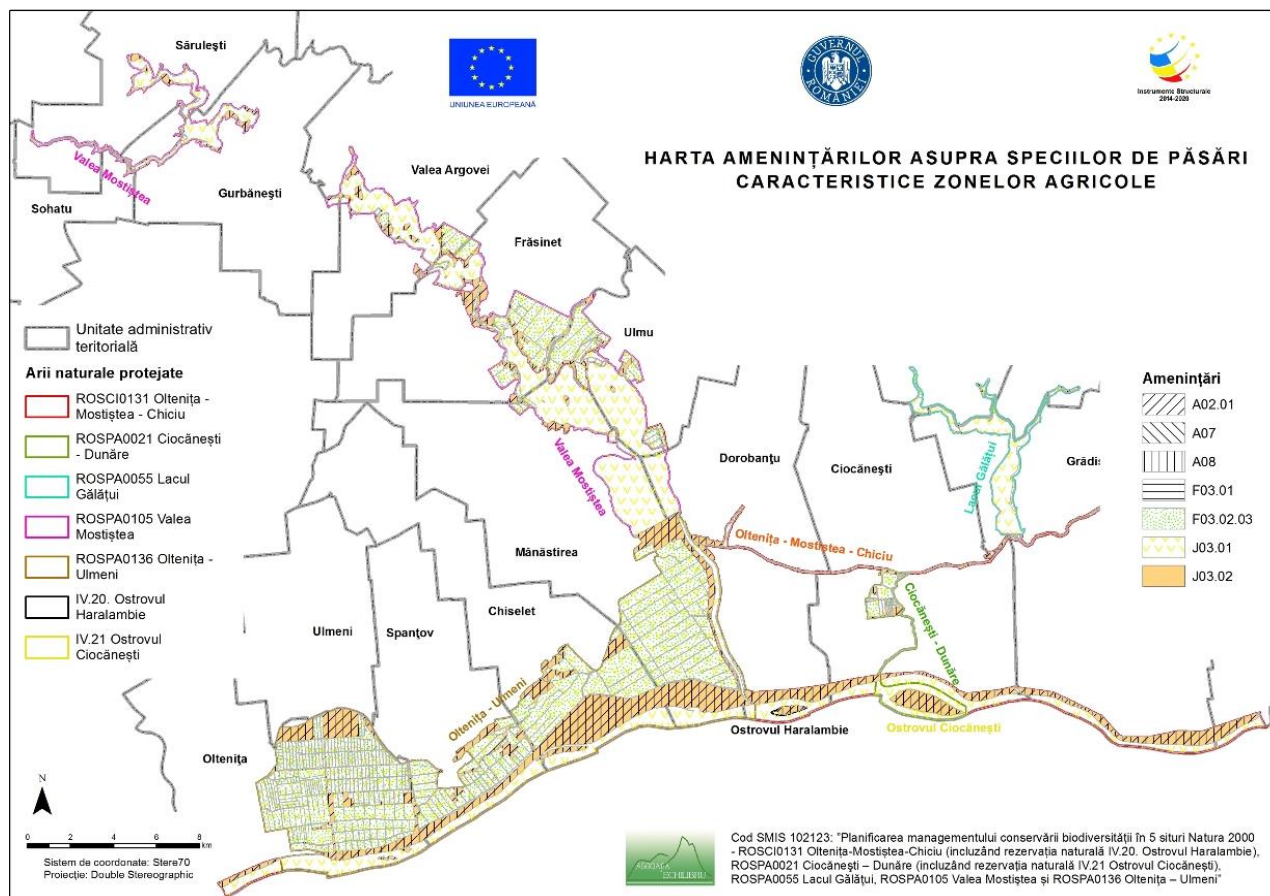 Sărulești
UNIUNEA EUROPEANĂ
GUVERNUL ROMÂNIEI
Instrumente Structurale
2014-2020
HARTA AMENINȚĂRILOR ASUPRA SPECIILOR DE PĂSĂRI
CARACTERISTICE ZONELOR AGRICOLE
Valea Mostiștea
Valea Argovei
Sohatu
Gurbănești
Frăsinet
Ulmu
Unitate administrativ
teritorială
Arii naturale protejate
ROSCI0131 Oltenița -
Mostiștea - Chiciu
ROSPA0021 Ciocănești
- Dunăre
ROSPA0055 Lacul
Gălățui
ROSPA0105 Valea
Mostiștea
ROSPA0136 Oltenița -
Ulmeni
IV.20. Ostrovul
Haralambie
IV.21 Ostrovul
Ciocănești
Amenințări
A02.01
A07
A08
F03.01
F03.02.03
J03.01
J03.02
Valea Mostiștea
Dorobanțu
Ciocănești
Lacul Gălățui
Grădiș
Oltenița - Mostiștea - Chiciu
Mânăstirea
Chiselet
Ulmeni
Spanțov
Ciocănești - Dunăre
Oltenița - Ulmeni
Oltenița
Ostrovul Haralambie
Ostrovul Ciocănești
N
0 2 4 6 8
km
Sistem de coordonate: Stere70
Proiecție: Double Stereographic
AGROAREA
ECHILIBRU
Cod SMIS 102123: "Planificarea managementului conservării biodiversității în 5 situri Natura 2000
- ROSCI0131 Oltenița-Mostiștea-Chiciu (incluzând rezervația naturală IV.20. Ostrovul Haralambie),
ROSPA0021 Ciocănești – Dunăre (incluzând rezervația naturală IV.21 Ostrovul Ciocănești),
ROSPA0055 Lacul Gălățui, ROSPA0105 Valea Mostiștea și ROSPA0136 Oltenița – Ulmeni"